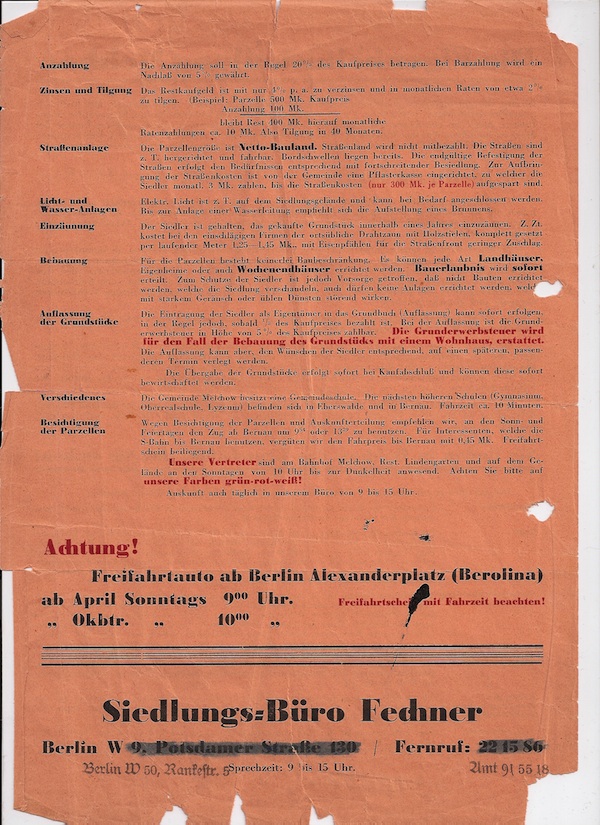 Anzahlung Die Anzahlung soll in der Regel 20% des Kaufpreises betragen. Bei Barzahlung wird ein
Nachlaß von 5% gewährt.
Zinsen und Tilgung Das Restkaufgeld ist mit nur 4% p. a. zu verzinsen und in monatlichen Raten von etwa 2%
zu tilgen. (Beispiel: Parzelle 500 Mk. Kaufpreis
Anzahlung 100 Mk.
bleibt Rest 400 Mk. hierauf monatliche
Ratenzahlungen ca. 10 Mk. Also Tilgung in 40 Monaten.
Straßenanlage Die Parzellengröße ist Netto-Bauland. Straßenland wird nicht mitbezahlt. Die Straßen sind
z. T. hergerichtet und fahrbar. Bordschwellen liegen bereits. Die endgültige Befestigung der
Straßen erfolgt den Bedürfnissen entsprechend mit fortschreitender Besiedlung. Zur Aufbrin-
gung der Straßenkosten ist von der Gemeinde eine Pflasterkasse eingerichtet, zu welcher die
Siedler monatl. 3 Mk. zahlen, bis die Straßenkosten (nur 300 Mk. je Parzelle) aufgespart sind.
Licht- und Elektr. Licht ist z. T. auf dem Siedlungsgelände und kann bei Bedarf angeschlossen werden.
Wasser-Anlagen Bis zur Anlage einer Wasserleitung empfiehlt sich die Aufstellung eines Brunnens.
Einzäunung Der Siedler ist gehalten, das gekaufte Grundstück innerhalb eines Jahres einzuzäunen. Z. Zt.
kostet bei den einschlägigen Firmen der ortsübliche Drahtzaun mit Holzstielen, komplett gesetzt
per laufender Meter 1,25—1,45 Mk., mit Eisenpfählen für die Straßenfront geringer Zuschlag.
Bebauung Für die Parzellen besteht keinerlei Baubeschränkung. Es können jede Art Landhäuser,
Eigenheime oder auch Wochenendhäuser errichtet werden. Bauerlaubnis wird sofort
erteilt. Zum Schutze der Siedler ist jedoch Vorsorge getroffen, daß nicht Bauten errichtet
werden, welche die Siedlung verschandeln, auch dürfen keine Anlagen errichtet werden, welche
mit starkem Geräusch oder üblen Dünsten störend wirken.
Auflassung Die Eintragung der Siedler als Eigentümer in das Grundbuch (Auflassung) kann sofort erfolgen,
der Grundstücke in der Regel jedoch, sobald des Kaufpreises bezahlt ist. Bei der Auflassung ist die Grund-
erwerbsteuer in Höhe von 5% des Kaufpreises zahlbar. Die Grunderwerbsteuer wird
für den Fall der Bebauung des Grundstücks mit einem Wohnhaus, erstattet.
Die Auflassung kann aber, den Wünschen der Siedler entsprechend, auf einen späteren, passen-
deren Termin verlegt werden.
Die Übergabe der Grundstücke erfolgt sofort bei Kaufabschluß und können diese sofort
bewirtschaftet werden.
Verschiedenes Die Gemeinde Melchow besitzt eine Gemeindeschule. Die nächsten höheren Schulen (Gymnasium,
Oberrealschule, Lyzeum) befinden sich in Eberswalde und in Bernau. Fahrzeit ca. 10 Minuten.
Besichtigung Wegen Besichtigung der Parzellen und Auskunfterteilung empfehlen wir, an den Sonn- und
der Parzellen Feiertagen den Zug ab Bernau um oder zu benutzen. Für Interessenten, welche die
S-Bahn bis Bernau benutzen, vergüten wir den Fahrpreis bis Bernau mit 0,45 Mk. Freifahrt-
schein beiliegend.
Unsere Vertreter sind am Bahnhof Melchow, Rest. Lindengarten und auf dem Ge-
lände an den Sonntagen von 10 Uhr bis zur Dunkelheit anwesend. Achten Sie bitte auf
unsere Farben grün-rot-weiß!
Auskunft auch täglich in unserem Büro von 9 bis 15 Uhr.
Achtung!
Freifahrtauto ab Berlin Alexanderplatz (Berolina)
ab April Sonntags 9⁰⁰ Uhr. Freifahrtschein mit Fahrzeit beachten!
„ Okbtr. „ 10⁰⁰ „
Siedlungs-Büro Fechner
Berlin W 9, Potsdamer Straße 130 / Fernruf: 22 15 86
Berlin W 50, Rankestr. 5 Sprechzeit: 9 bis 15 Uhr. Amt 91 55 18